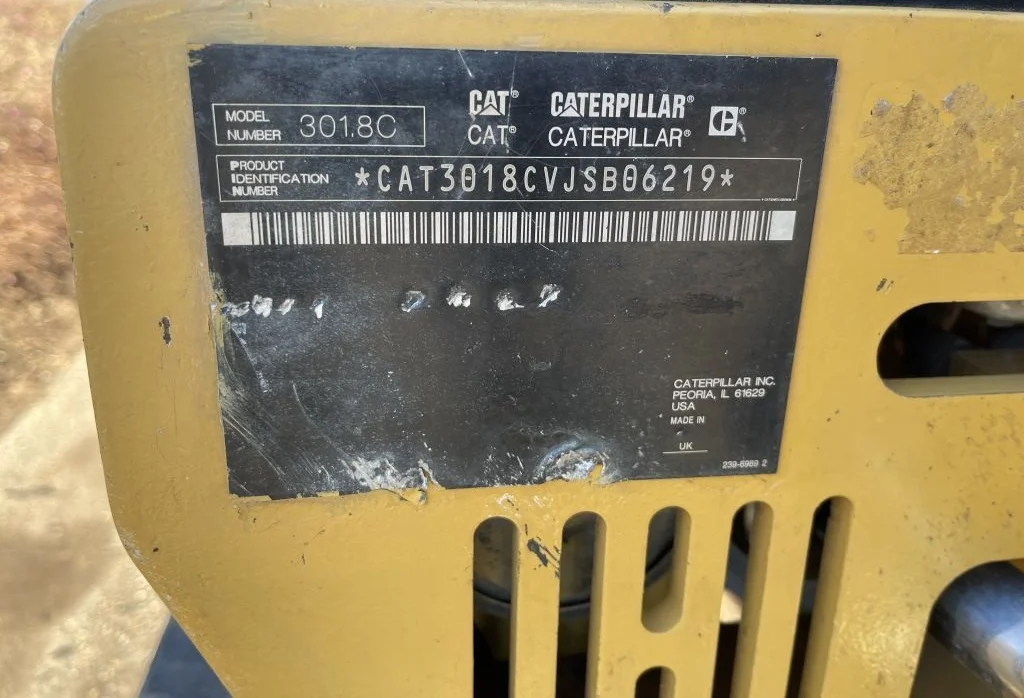 MODEL
NUMBER 301.8C
CAT® CATERPILLAR® C®
CAT® CATERPILLAR®
PRODUCT
IDENTIFICATION
NUMBER
*CAT3018CVJSB06219*
CATERPILLAR INC.
PEORIA, IL 61629
USA
MADE IN
UK
239-6989 2